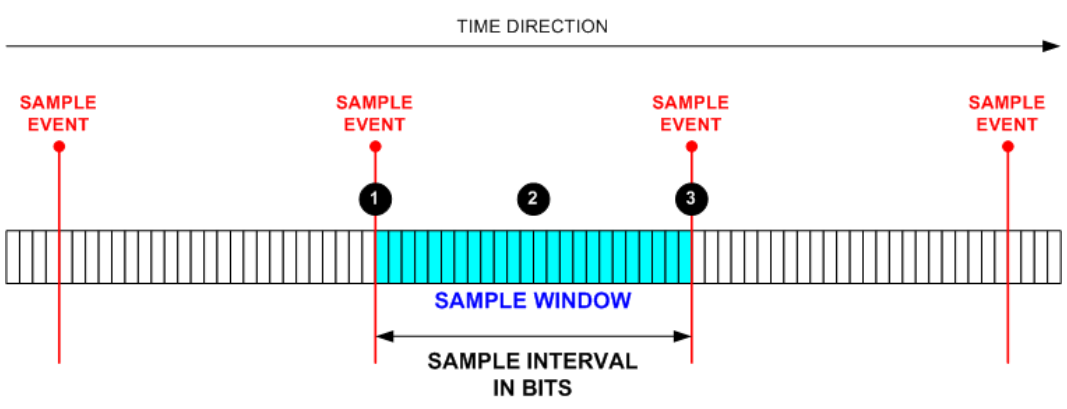 TIME DIRECTION
SAMPLE
EVENT
SAMPLE
EVENT
SAMPLE
EVENT
SAMPLE
EVENT
1
2
3
SAMPLE WINDOW
SAMPLE INTERVAL
IN BITS